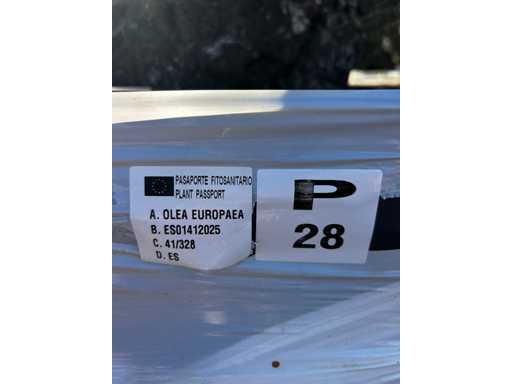 PASAPORTE FITOSANITARIO
PLANT PASSPORT
A. OLEA EUROPAEA
B. ES01412025
C. 41/328
D. ES
P
28